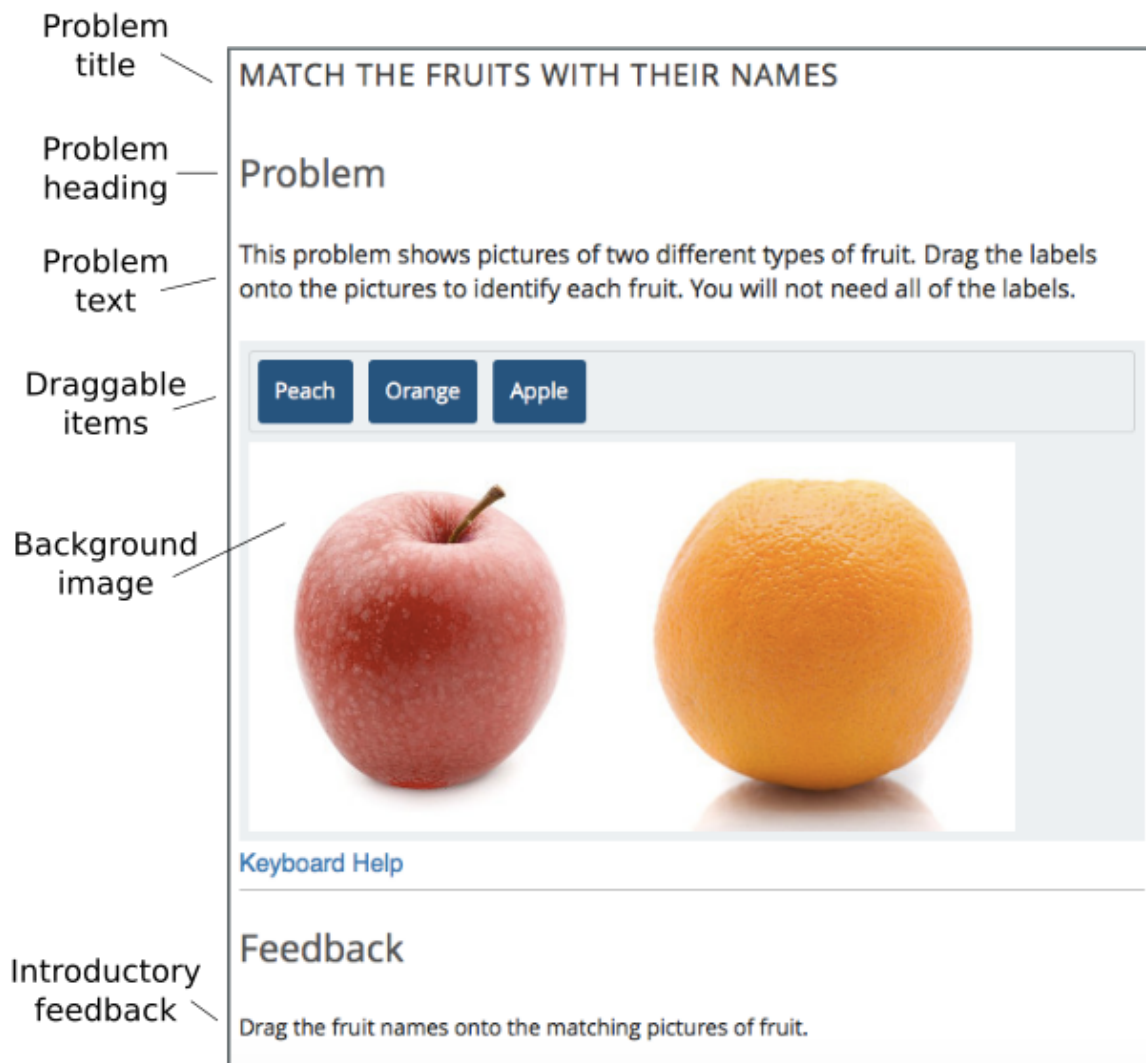 Problem
title
MATCH THE FRUITS WITH THEIR NAMES
Problem
heading
Problem
Problem
text
This problem shows pictures of two different types of fruit. Drag the labels
onto the pictures to identify each fruit. You will not need all of the labels.
Draggable
items
Peach Orange Apple
Background
image
Keyboard Help
Feedback
Introductory
feedback
Drag the fruit names onto the matching pictures of fruit.